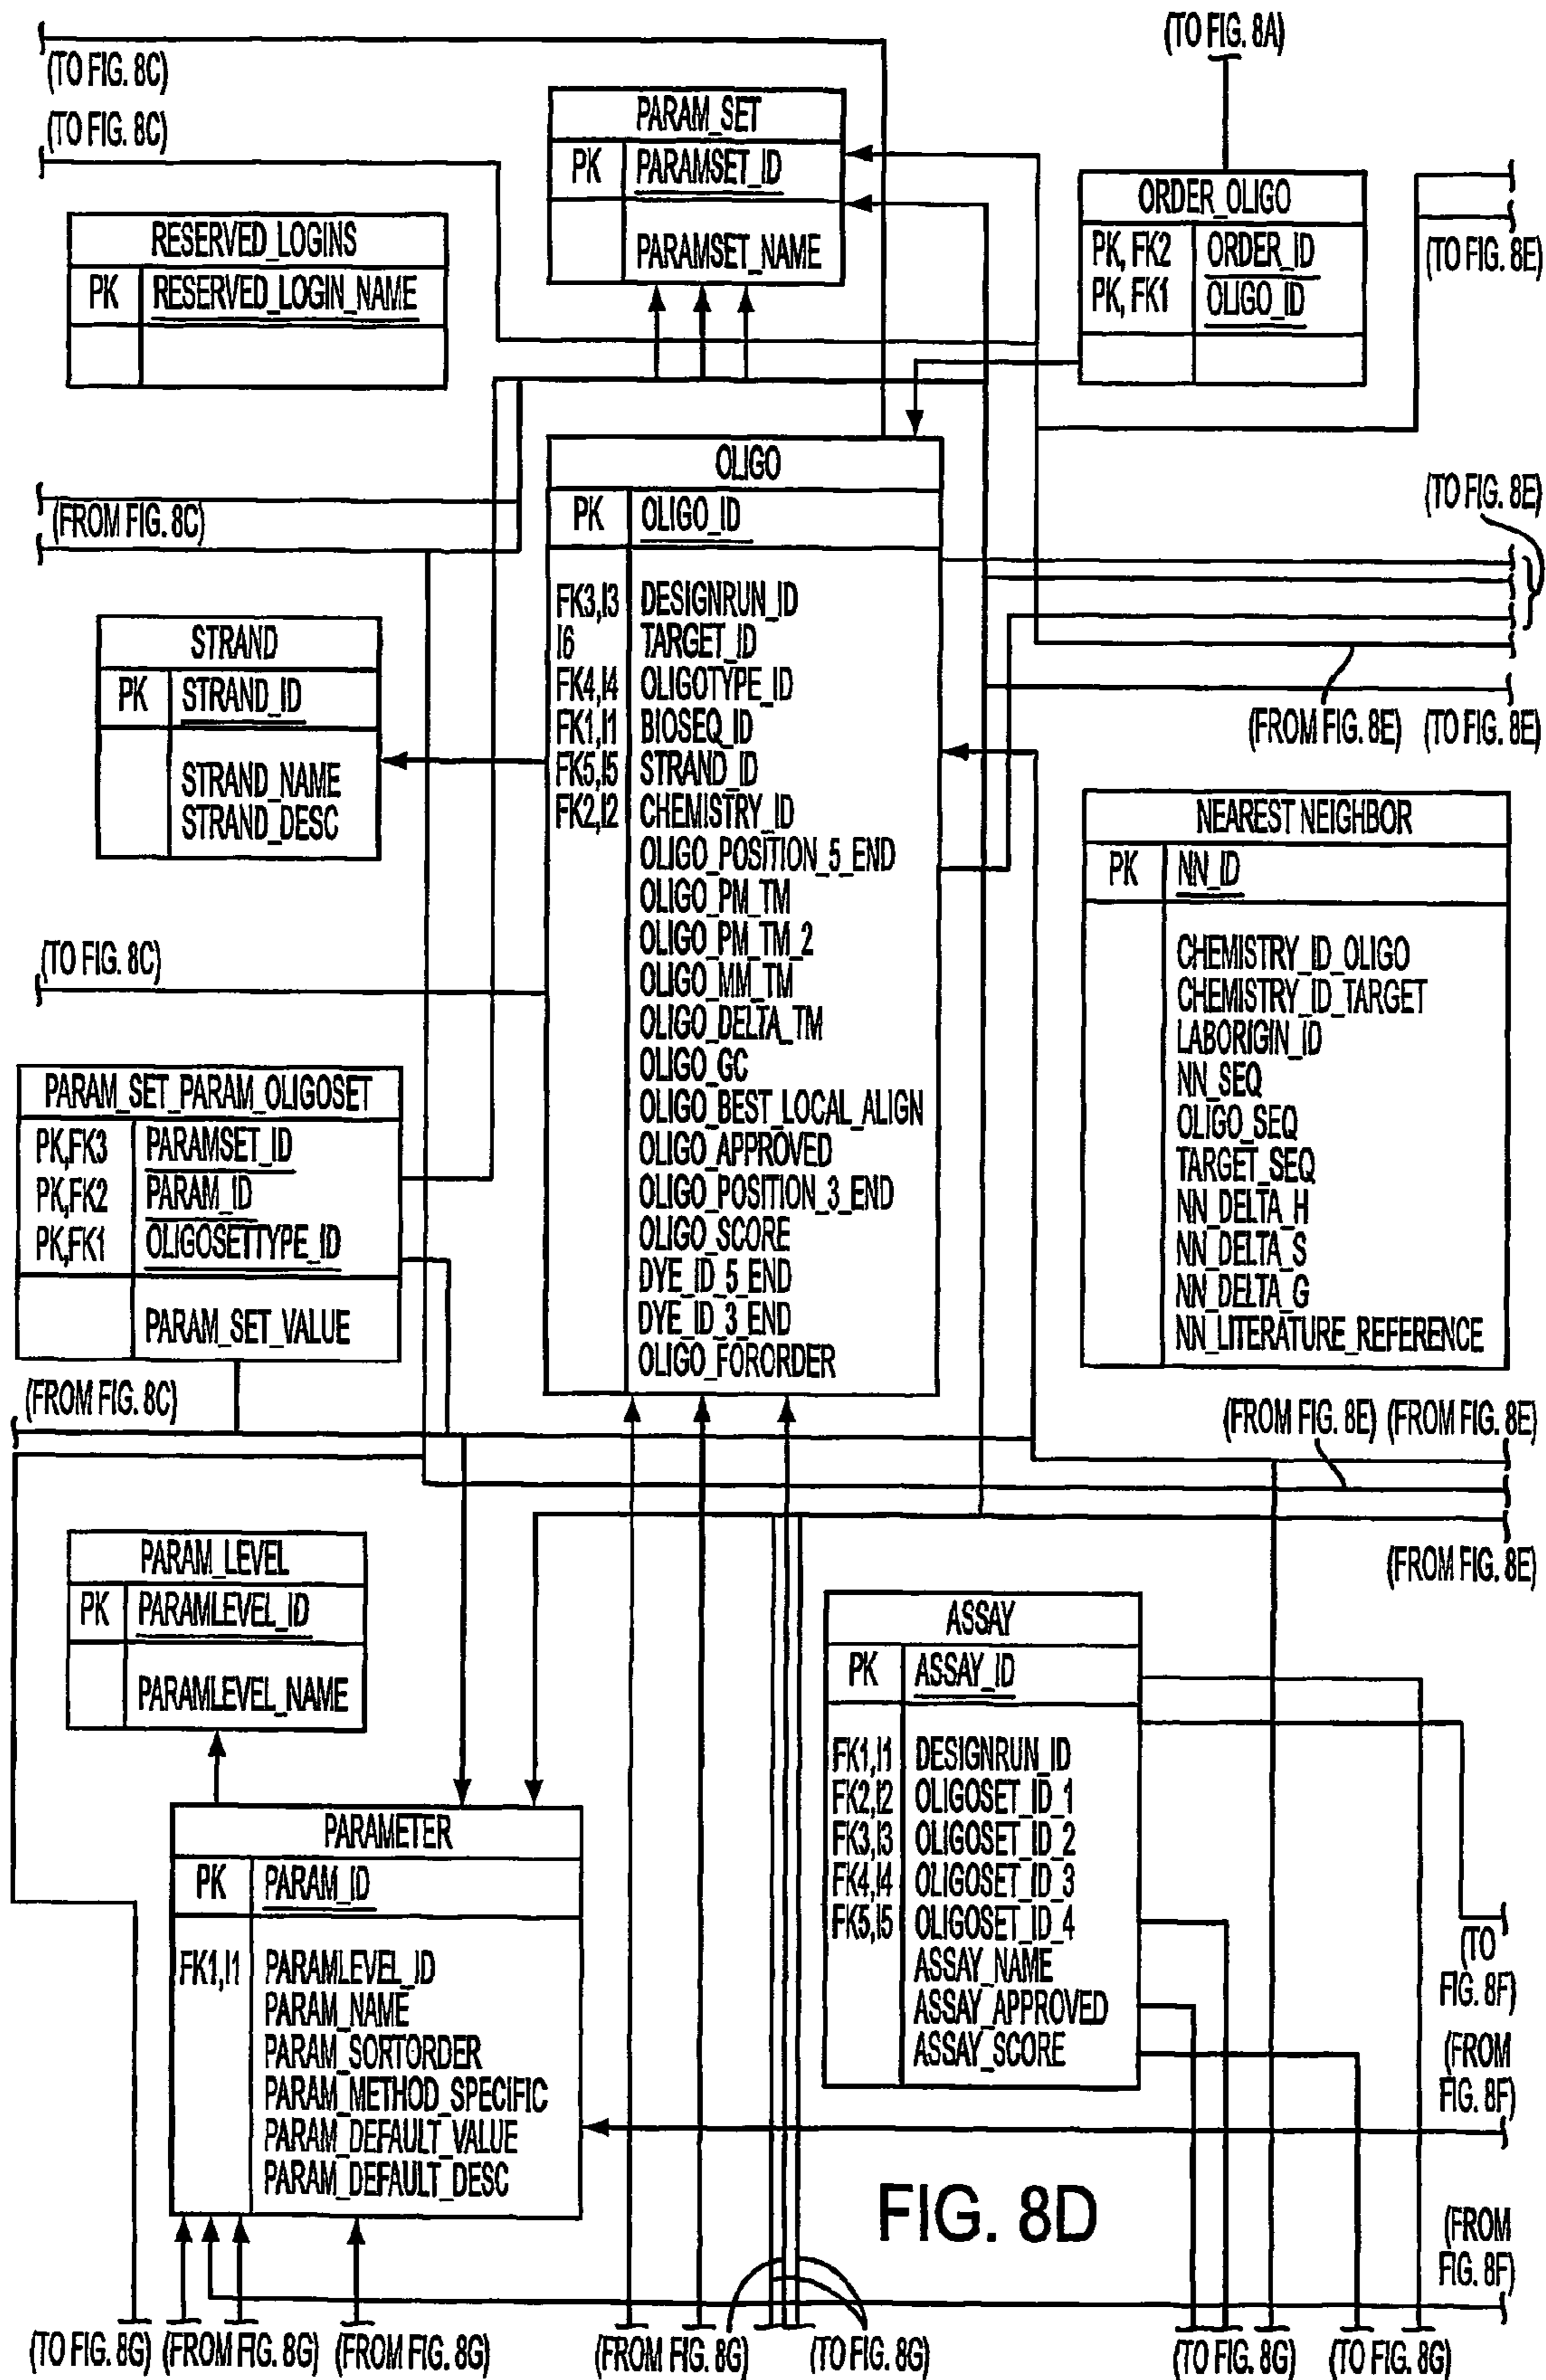 (TO FIG. 8C)
(TO FIG. 8C)
(TO FIG. 8A)
PARAM_SET
PK PARAMSET_ID
PARAMSET_NAME
RESERVED_LOGINS
PK RESERVED_LOGIN_NAME
ORDER_OLIGO
PK, FK2 ORDER_ID
PK, FK1 OLIGO_ID
(TO FIG. 8E)
(FROM FIG. 8C)
(TO FIG. 8E)
OLIGO
PK OLIGO_ID
FK3,I3 DESIGNRUN_ID
I6 TARGET_ID
FK4,I4 OLIGOTYPE_ID
FK1,I1 BIOSEQ_ID
FK5,I5 STRAND_ID
FK2,I2 CHEMISTRY_ID
OLIGO_POSITION_5_END
OLIGO_PM_TM
OLIGO_PM_TM_2
OLIGO_MM_TM
OLIGO_DELTA_TM
OLIGO_GC
OLIGO_BEST_LOCAL_ALIGN
OLIGO_APPROVED
OLIGO_POSITION_3_END
OLIGO_SCORE
DYE_ID_5_END
DYE_ID_3_END
OLIGO_FORORDER
STRAND
PK STRAND_ID
STRAND_NAME
STRAND_DESC
(FROM FIG. 8E) (TO FIG. 8E)
NEAREST NEIGHBOR
PK NN_ID
CHEMISTRY_ID_OLIGO
CHEMISTRY_ID_TARGET
LABORIGIN_ID
NN_SEQ
OLIGO_SEQ
TARGET_SEQ
NN_DELTA_H
NN_DELTA_S
NN_DELTA_G
NN_LITERATURE_REFERENCE
(TO FIG. 8C)
PARAM_SET_PARAM_OLIGOSET
PK,FK3 PARAMSET_ID
PK,FK2 PARAM_ID
PK,FK1 OLIGOSETTYPE_ID
PARAM_SET_VALUE
(FROM FIG. 8C)
(FROM FIG. 8E) (FROM FIG. 8E)
(FROM FIG. 8E)
PARAM_LEVEL
PK PARAMLEVEL_ID
PARAMLEVEL_NAME
ASSAY
PK ASSAY_ID
FK1,I1 DESIGNRUN_ID
FK2,I2 OLIGOSET_ID_1
FK3,I3 OLIGOSET_ID_2
FK4,I4 OLIGOSET_ID_3
FK5,I5 OLIGOSET_ID_4
ASSAY_NAME
ASSAY_APPROVED
ASSAY_SCORE
PARAMETER
PK PARAM_ID
FK1,I1 PARAMLEVEL_ID
PARAM_NAME
PARAM_SORTORDER
PARAM_METHOD_SPECIFIC
PARAM_DEFAULT_VALUE
PARAM_DEFAULT_DESC
(TO
FIG. 8F)
(FROM
FIG. 8F)
FIG. 8D
(FROM
FIG. 8F)
(TO FIG. 8G) (FROM FIG. 8G) (FROM FIG. 8G) (FROM FIG. 8G) (TO FIG. 8G) (TO FIG. 8G) (TO FIG. 8G)